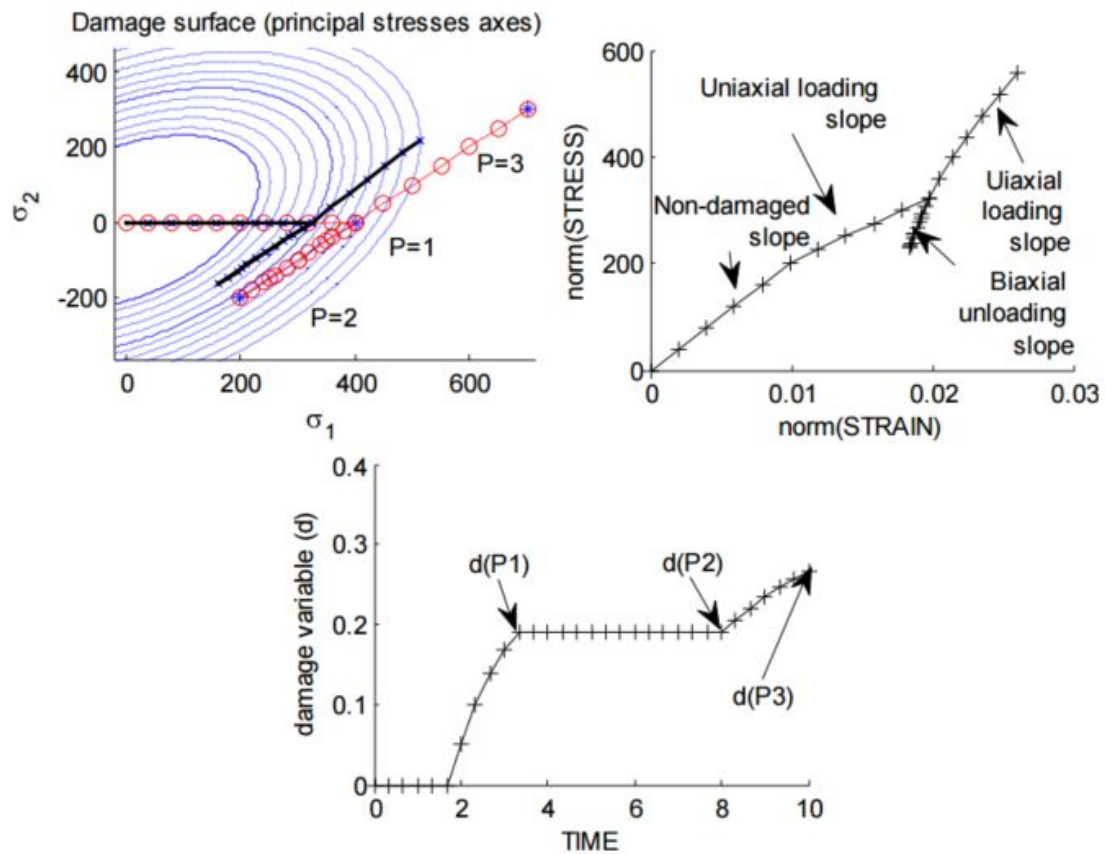 Damage surface (principal stresses axes)
400
200
0
-200
σ2
0
200
400
600
σ1
P=3
P=1
P=2
600
400
200
0
norm(STRESS)
Uniaxial loading
slope
Non-damaged
slope
Uiaxial
loading
slope
Biaxial
unloading
slope
0
0.01
0.02
0.03
norm(STRAIN)
0.4
0.3
0.2
0.1
0
damage variable (d)
d(P1)
d(P2)
d(P3)
0
2
4
6
8
10
TIME